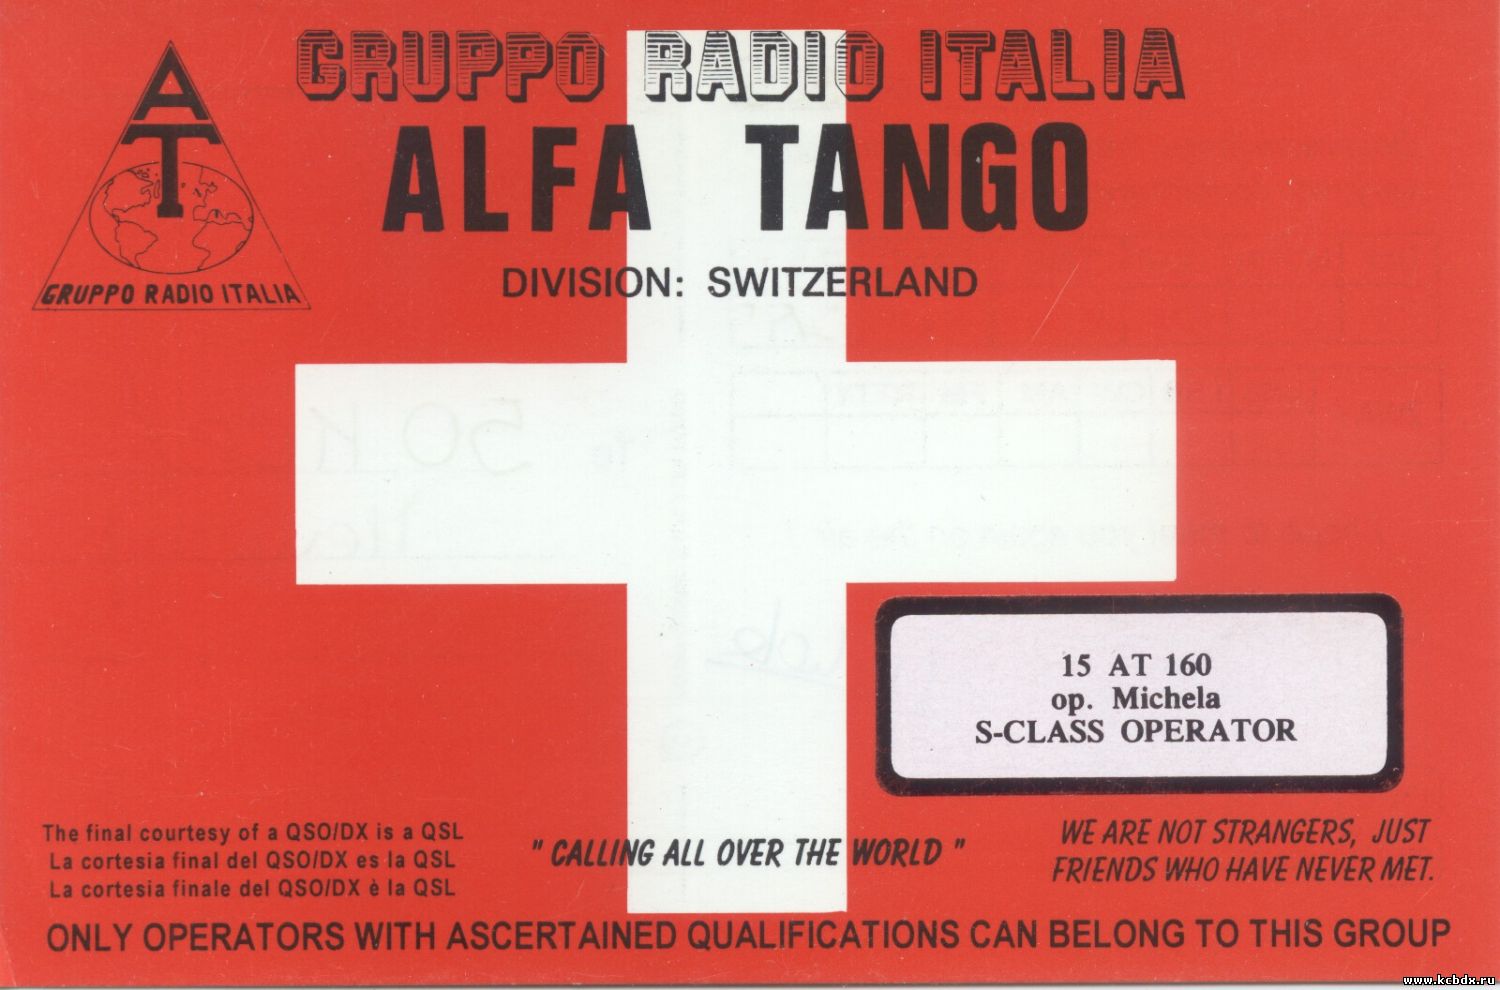 GRUPPO RADIO ITALIA
ALFA TANGO
DIVISION: SWITZERLAND
AT
GRUPPO RADIO ITALIA
15 AT 160
op. Michela
S-CLASS OPERATOR
The final courtesy of a QSO/DX is a QSL
La cortesia final del QSO/DX es la QSL
La cortesia finale del QSO/DX è la QSL
" CALLING ALL OVER THE WORLD "
WE ARE NOT STRANGERS, JUST
FRIENDS WHO HAVE NEVER MET.
ONLY OPERATORS WITH ASCERTAINED QUALIFICATIONS CAN BELONG TO THIS GROUP
www.kcbdx.ru